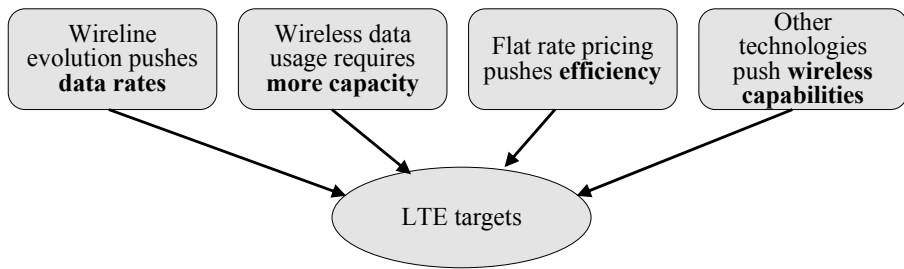 Wireline
evolution pushes
data rates
Wireless data
usage requires
more capacity
Flat rate pricing
pushes efficiency
Other
technologies
push wireless
capabilities
LTE targets